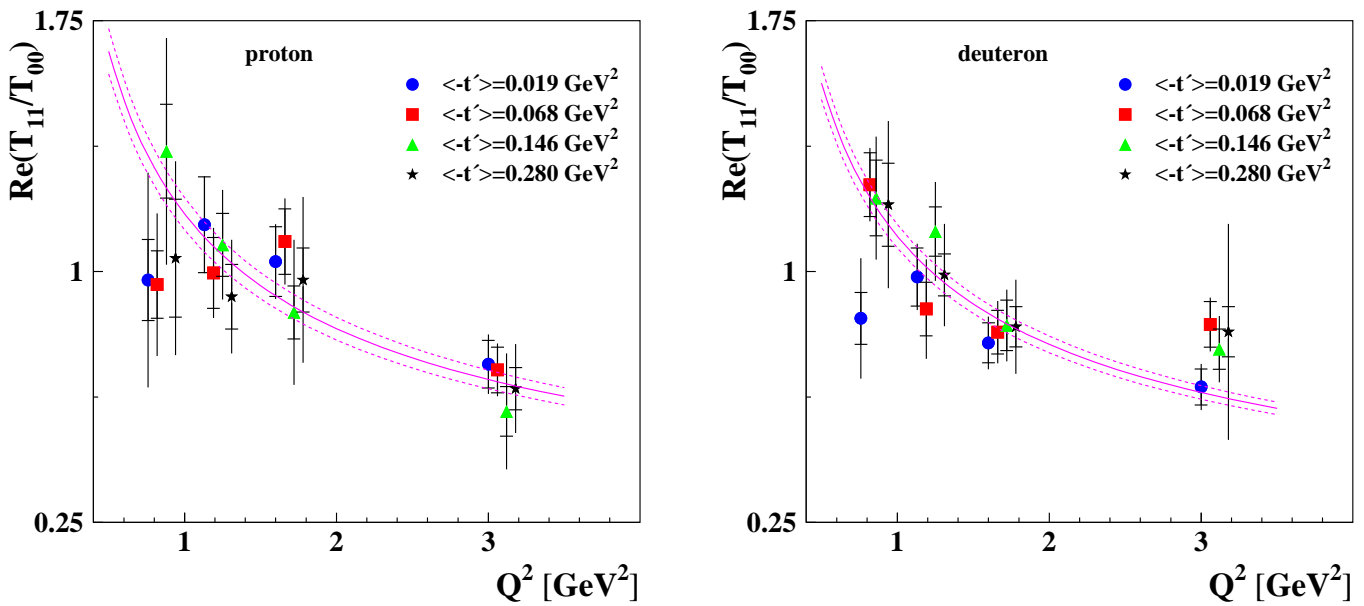 1.75
Re(T11/T00)
proton
<-t´>=0.019 GeV²
<-t´>=0.068 GeV²
<-t´>=0.146 GeV²
<-t´>=0.280 GeV²
1
0.25
1
2
3
Q² [GeV²]
1.75
Re(T11/T00)
deuteron
<-t´>=0.019 GeV²
<-t´>=0.068 GeV²
<-t´>=0.146 GeV²
<-t´>=0.280 GeV²
1
0.25
1
2
3
Q² [GeV²]